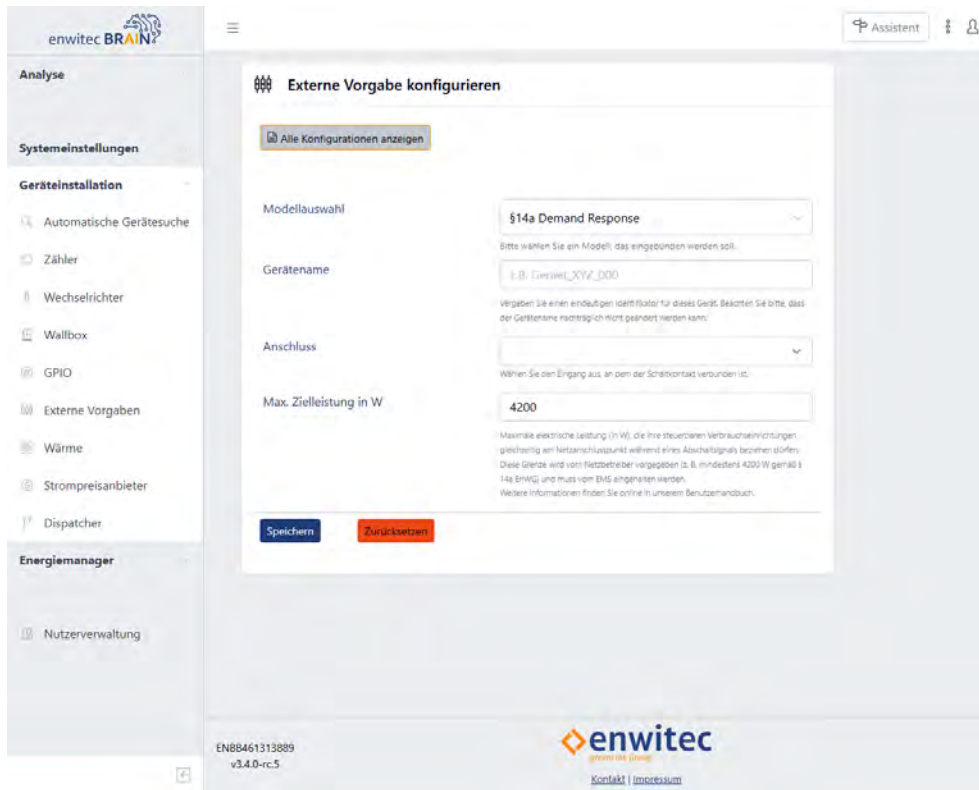 enwitec BRAIN
Assistent
Analyse
Systemeinstellungen
Geräteinstallation
Automatische Gerätesuche
Zähler
Wechselrichter
Wallbox
GPIO
Externe Vorgaben
Wärme
Strompreisanbieter
Dispatcher
Energiemanager
Nutzerverwaltung
Externe Vorgabe konfigurieren
Alle Konfigurationen anzeigen
Modellauswahl
§14a Demand Response
Bitte wählen Sie ein Modell, das eingebunden werden soll.
Gerätename
z.B. Geraet_XYZ_000
Vergeben Sie einen eindeutigen Identifikator für dieses Gerät. Beachten Sie bitte, dass
der Gerätename nachträglich nicht geändert werden kann.
Anschluss
Wählen Sie den Eingang aus, an dem der Schaltkontakt verbunden ist.
Max. Zielleistung in W
4200
Maximale elektrische Leistung (in W), die Ihre steuerbaren Verbrauchseinrichtungen
gleichzeitig am Netzanschlusspunkt während eines Abschaltsignals beziehen dürfen.
Diese Grenze wird vom Netzbetreiber vorgegeben (z. B. mindestens 4200 W gemäß §
14a EnWG) und muss vom EMS eingehalten werden.
Weitere Informationen finden Sie online in unserem Benutzerhandbuch.
Speichern
Zurücksetzen
EN8B461313889
v3.4.0-rc.5
enwitec
Kontakt | Impressum